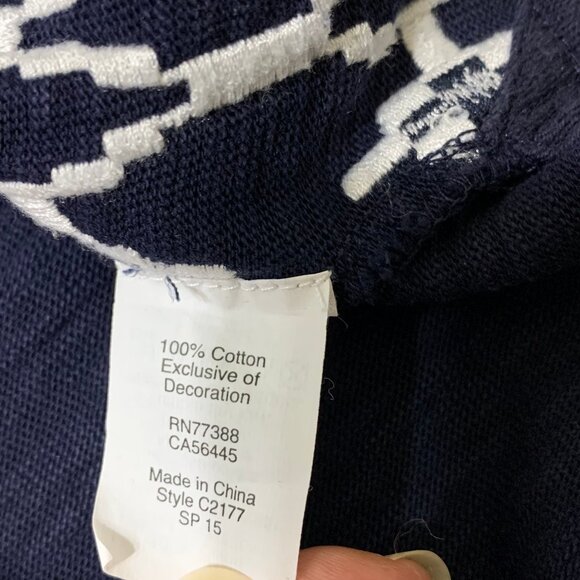 100% Cotton
Exclusive of
Decoration
RN77388
CA56445
Made in China
Style C2177
SP 15